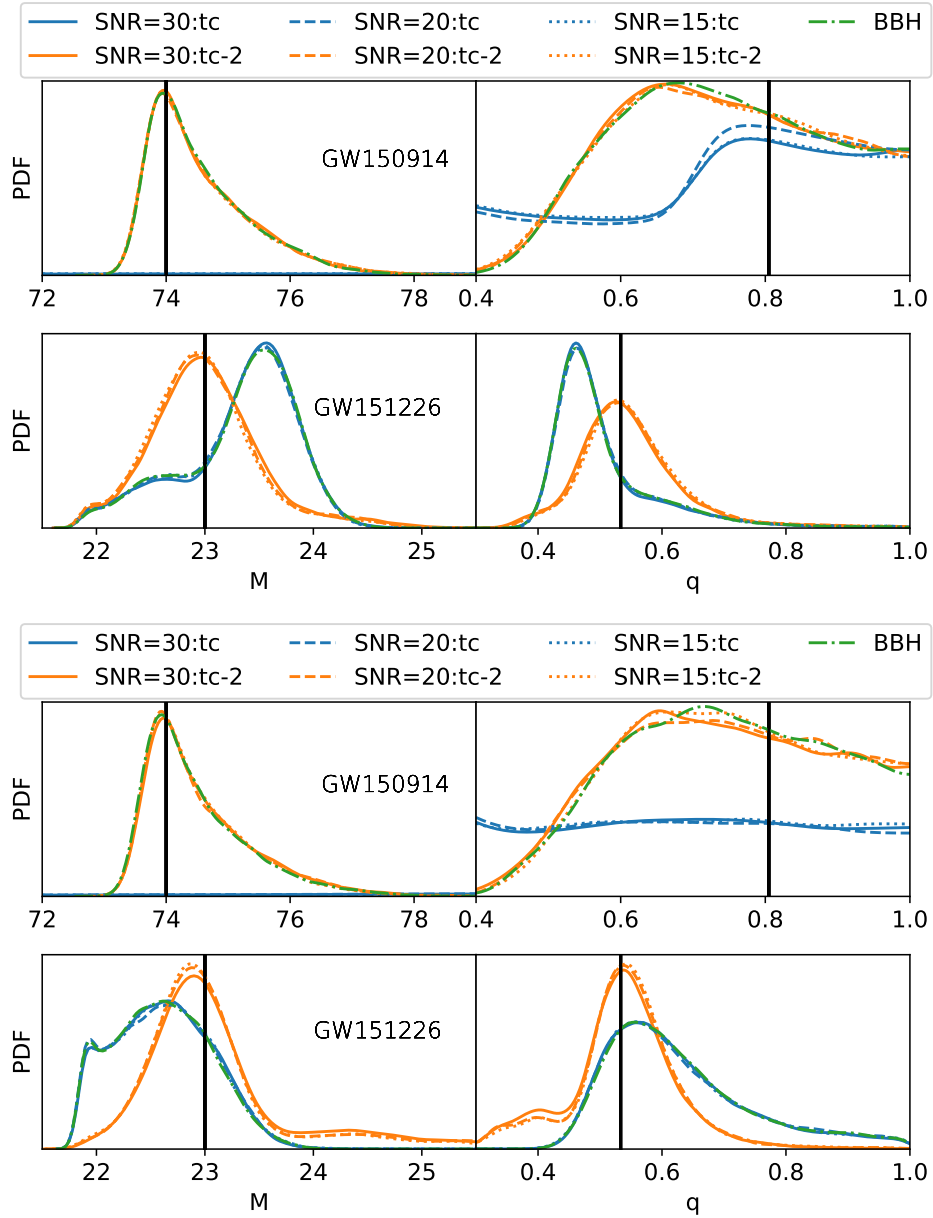 SNR=30:tc SNR=20:tc SNR=15:tc BBH
SNR=30:tc-2 SNR=20:tc-2 SNR=15:tc-2
PDF
GW150914
72 74 76 78 0.4 0.6 0.8 1.0
PDF
GW151226
22 23 24 25 0.4 0.6 0.8 1.0
M q
SNR=30:tc SNR=20:tc SNR=15:tc BBH
SNR=30:tc-2 SNR=20:tc-2 SNR=15:tc-2
PDF
GW150914
72 74 76 78 0.4 0.6 0.8 1.0
PDF
GW151226
22 23 24 25 0.4 0.6 0.8 1.0
M q